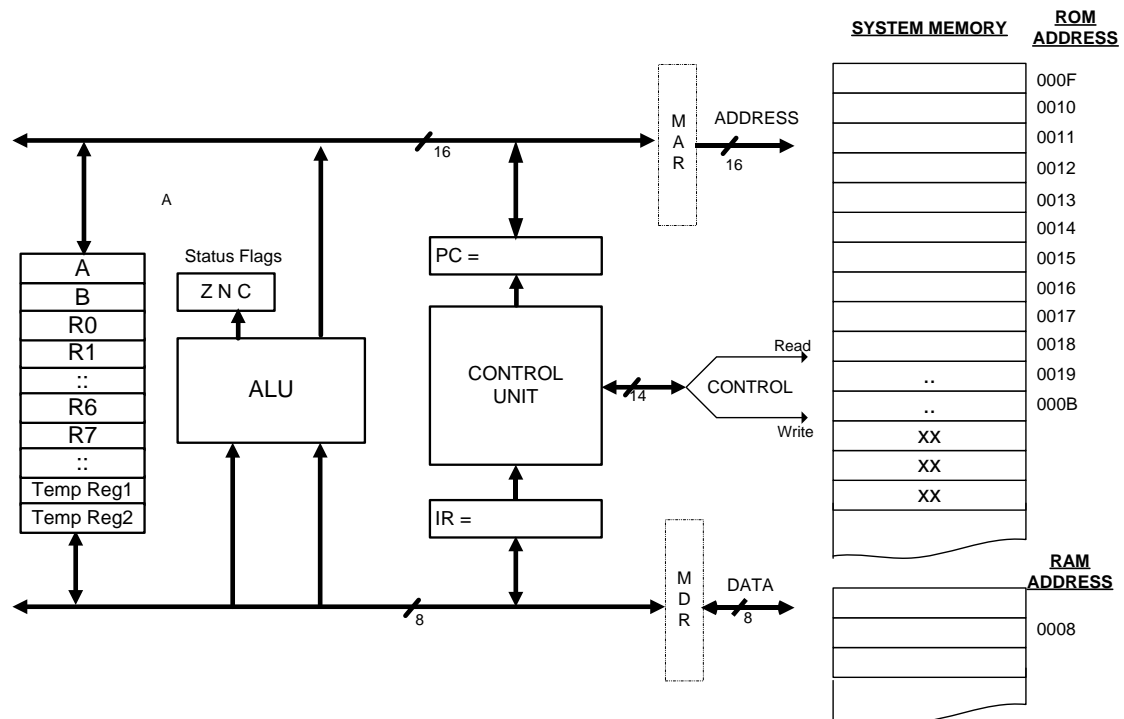 SYSTEM MEMORY
ROM
ADDRESS
000F
0010
0011
0012
0013
0014
0015
0016
0017
0018
..
0019
..
000B
XX
XX
XX
RAM
ADDRESS
0008
M
A
R
ADDRESS
16
16
A
Status Flags
Z N C
PC =
A
B
R0
R1
::
R6
R7
::
Temp Reg1
Temp Reg2
ALU
CONTROL
UNIT
14
Read
CONTROL
Write
IR =
M
D
R
DATA
8
8